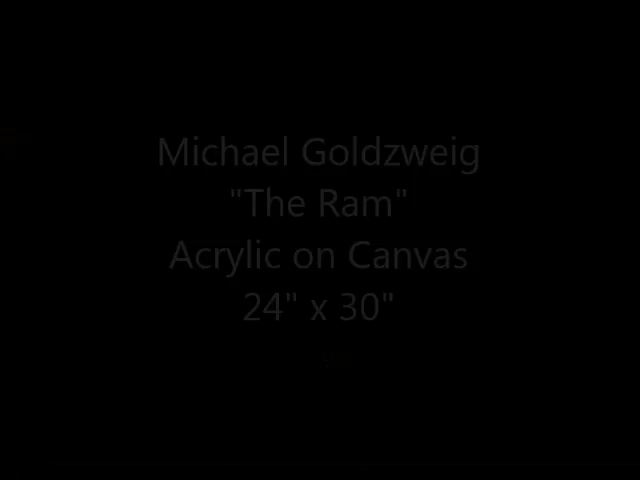 Michael Goldzweig
"The Ram"
Acrylic on Canvas
24" x 30"